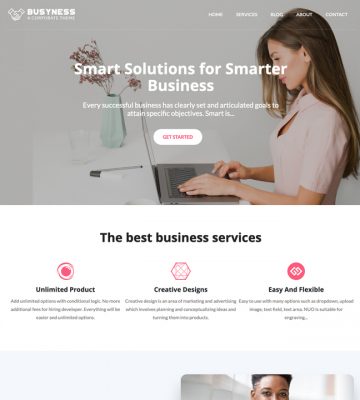 BUSYNESS
A CORPORATE THEME
HOME SERVICES BLOG ABOUT CONTACT
Smart Solutions for Smarter
Business
Every successful business has clearly set and articulated goals to
attain specific objectives. Smart is...
GET STARTED
The best business services
Unlimited Product
Add unlimited options with conditional logic. No more
additional fees for hiring developer. Everything will be
easier and unlimited options.
Creative Designs
Creative design is an area of marketing and advertising
which involves planning and conceptualising ideas and
turning them into products.
Easy And Flexible
Easy to use with many options such as dropdown, upload
image, text field, text area. NUO is suitable for
engraving...